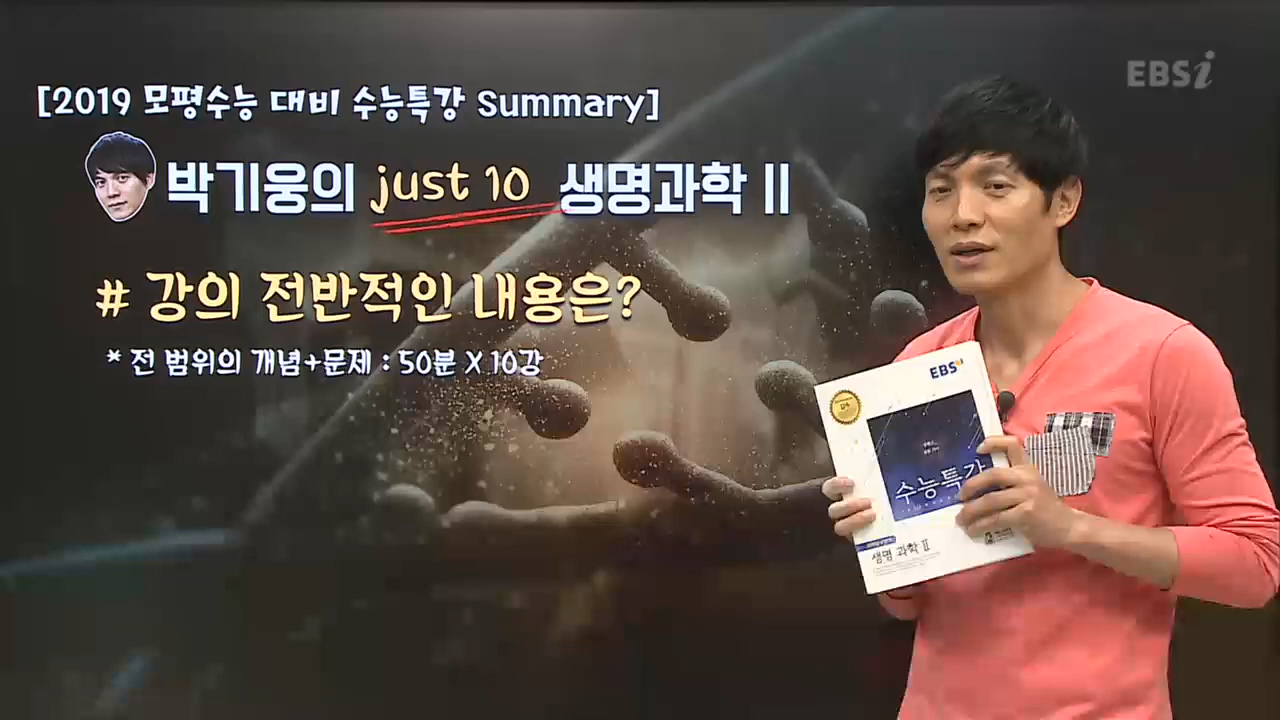 EBSi
[2019 모평수능 대비 수능특강 Summary]
박기웅의 just 10 생명과학 II
# 강의 전반적인 내용은?
* 전 범위의 개념+문제 : 50분 X 10강
EBSi
수능특강
생명 과학 II